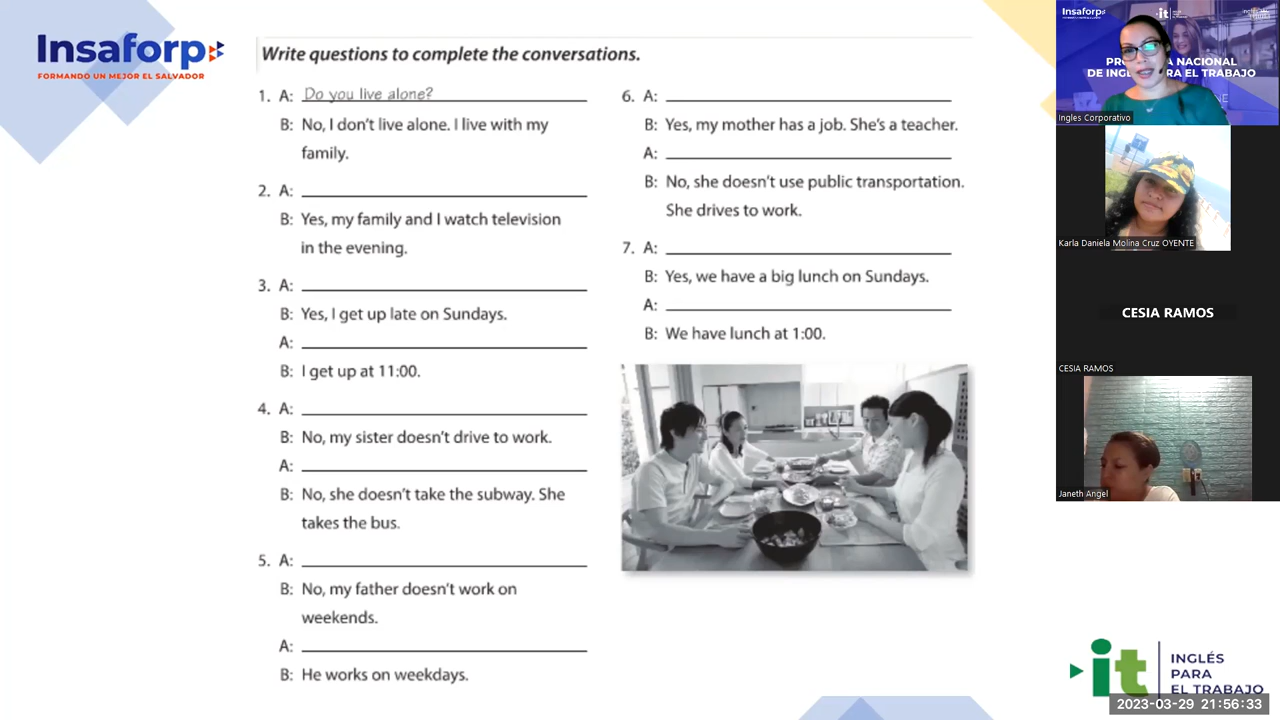 Insaforp
FORMANDO UN MEJOR EL SALVADOR
Write questions to complete the conversations.
1. A: Do you live alone?
B: No, I don't live alone. I live with my
family.
2. A:
B: Yes, my family and I watch television
in the evening.
3. A:
B: Yes, I get up late on Sundays.
A:
B: I get up at 11:00.
4. A:
B: No, my sister doesn't drive to work.
A:
B: No, she doesn't take the subway. She
takes the bus.
5. A:
B: No, my father doesn't work on
weekends.
A:
B: He works on weekdays.
6. A:
B: Yes, my mother has a job. She's a teacher.
A:
B: No, she doesn't use public transportation.
She drives to work.
7. A:
B: Yes, we have a big lunch on Sundays.
A:
B: We have lunch at 1:00.
Insaforp
it
NACIONAL
DE INGL PARA EL TRABAJO
NE
Ingles Corporativo
Karla Daniela Molina Cruz OYENTE
CESIA RAMOS
CESIA RAMOS
Janeth Angel
it
INGLÉS
PARA
EL TRABAJO
2023-03-29 21:56:33